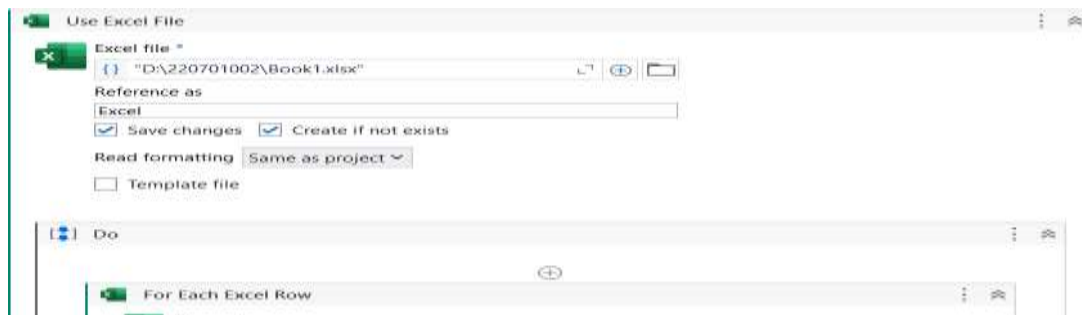 Use Excel File
Excel file *
"D:\220701002\Book1.xlsx"
Reference as
Excel
Save changes Create if not exists
Read formatting Same as project
Template file
Do
For Each Excel Row